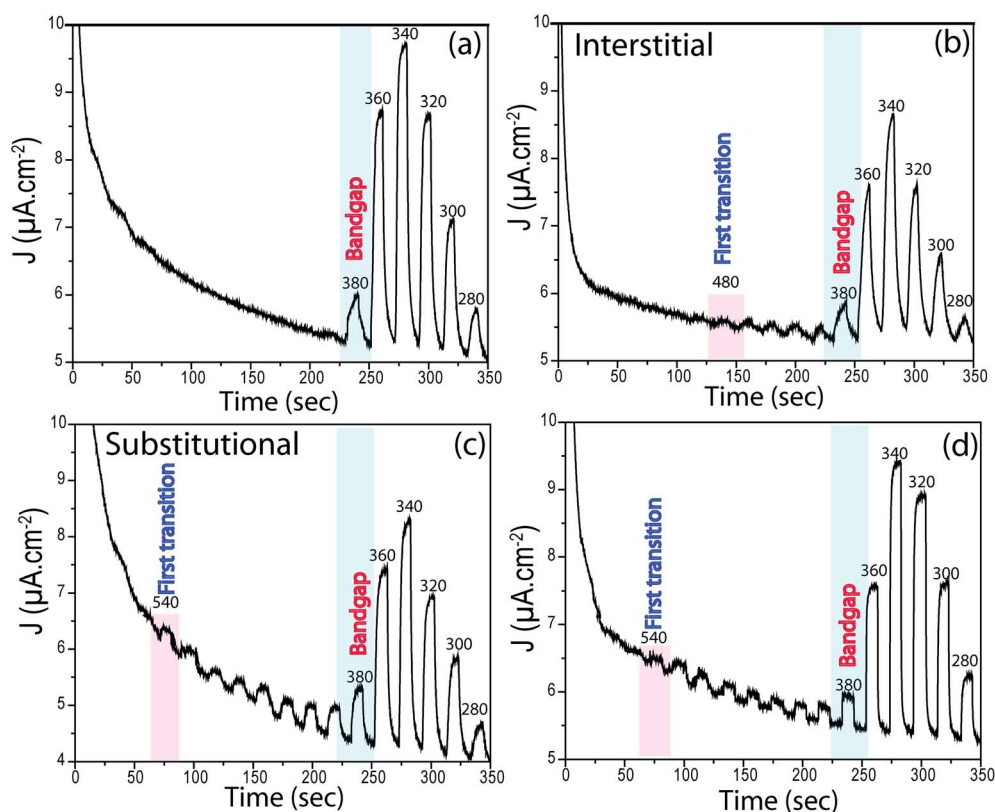 (a)
J (µA.cm-2)
10
9
8
7
6
5
Bandgap
380
360
340
320
300
280
0 50 100 150 200 250 300 350
Time (sec)
Interstitial
(b)
J (µA.cm-2)
10
9
8
7
6
5
First transition
480
Bandgap
380
360
340
320
300
280
0 50 100 150 200 250 300 350
Time (sec)
Substitutional
(c)
J (µA.cm-2)
10
9
8
7
6
5
4
First transition
540
Bandgap
380
360
340
320
300
280
0 50 100 150 200 250 300 350
Time (sec)
(d)
J (µA.cm-2)
10
9
8
7
6
5
First transition
540
Bandgap
380
360
340
320
300
280
0 50 100 150 200 250 300 350
Time (sec)